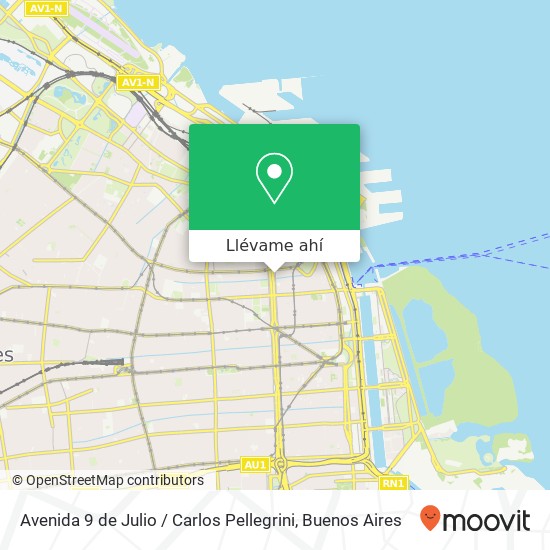 AV1-N
AV1-N
Llévame ahí
es
AU1
RN1
© OpenStreetMap contributors
Avenida 9 de Julio / Carlos Pellegrini, Buenos Aires
moovit